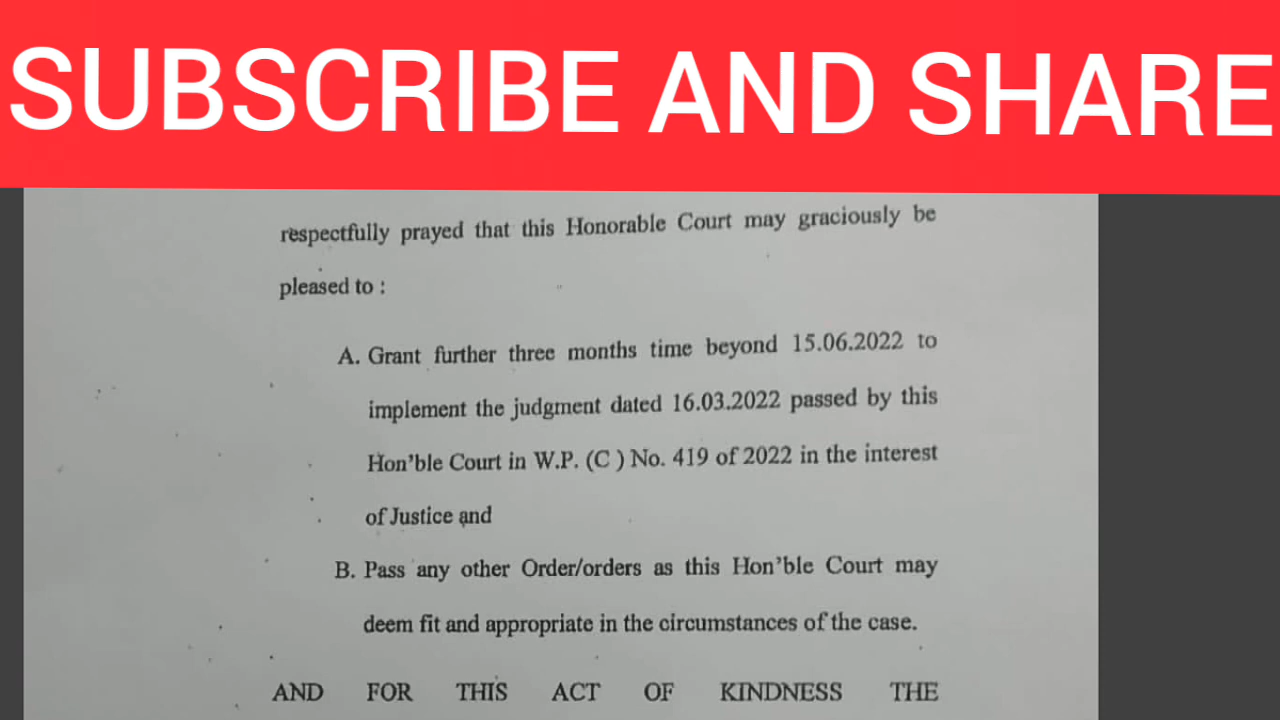 SUBSCRIBE AND SHARE
respectfully prayed that this Honorable Court may graciously be
pleased to :
A. Grant further three months time beyond 15.06.2022 to
implement the judgment dated 16.03.2022 passed by this
Hon'ble Court in W.P. (C ) No. 419 of 2022 in the interest
of Justice and
B. Pass any other Order/orders as this Hon'ble Court may
deem fit and appropriate in the circumstances of the case.
AND FOR THIS ACT OF KINDNESS THE